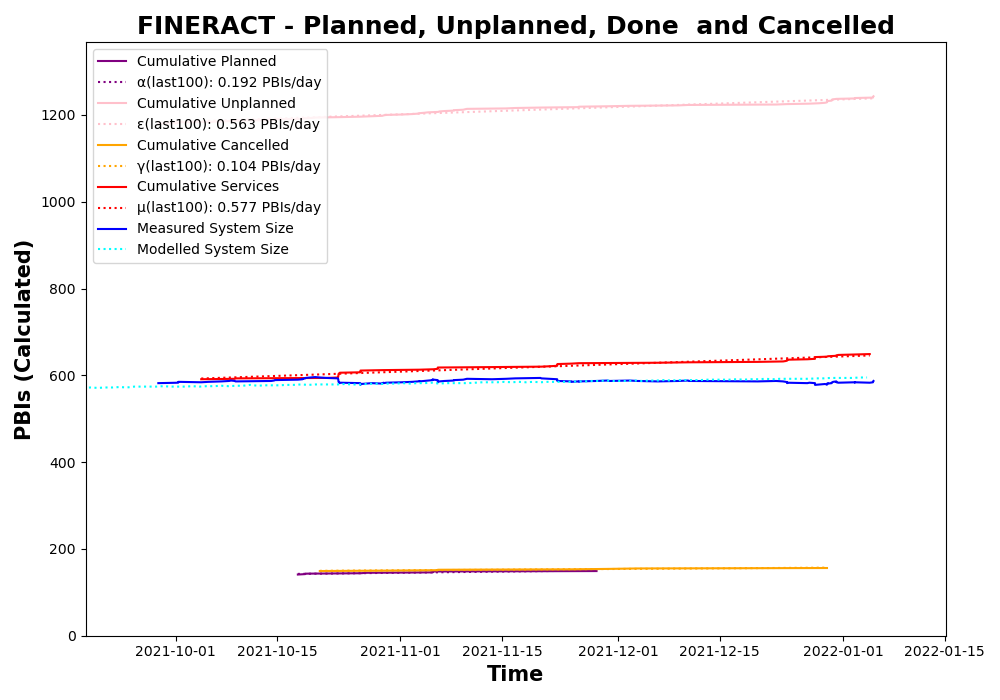 FINERACT - Planned, Unplanned, Done  and Cancelled
Cumulative Planned
α(last100): 0.192 PBIs/day
Cumulative Unplanned
ε(last100): 0.563 PBIs/day
Cumulative Cancelled
γ(last100): 0.104 PBIs/day
Cumulative Services
μ(last100): 0.577 PBIs/day
Measured System Size
Modelled System Size
PBIs (Calculated)
1200
1000
800
600
400
200
0
2021-10-01 2021-10-15 2021-11-01 2021-11-15 2021-12-01 2021-12-15 2022-01-01 2022-01-15
Time